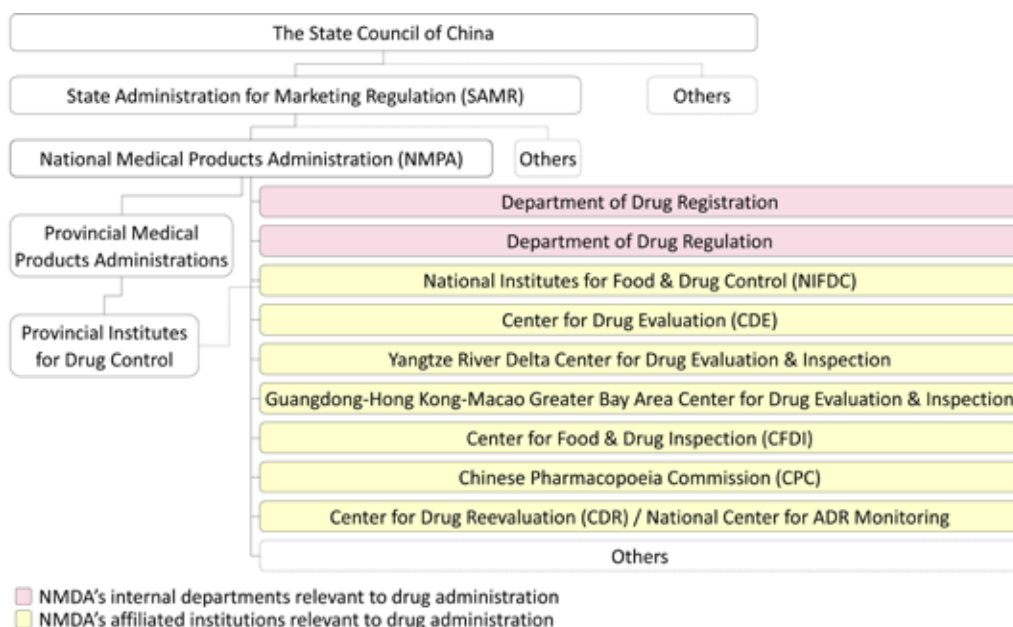 The State Council of China
State Administration for Marketing Regulation (SAMR)
Others
National Medical Products Administration (NMPA)
Others
Department of Drug Registration
Provincial Medical
Products Administrations
Department of Drug Regulation
National Institutes for Food & Drug Control (NIFDC)
Provincial Institutes
for Drug Control
Center for Drug Evaluation (CDE)
Yangtze River Delta Center for Drug Evaluation & Inspection
Guangdong-Hong Kong-Macao Greater Bay Area Center for Drug Evaluation & Inspection
Center for Food & Drug Inspection (CFDI)
Chinese Pharmacopoeia Commission (CPC)
Center for Drug Reevaluation (CDR) / National Center for ADR Monitoring
Others
NMDA's internal departments relevant to drug administration
NMDA's affiliated institutions relevant to drug administration